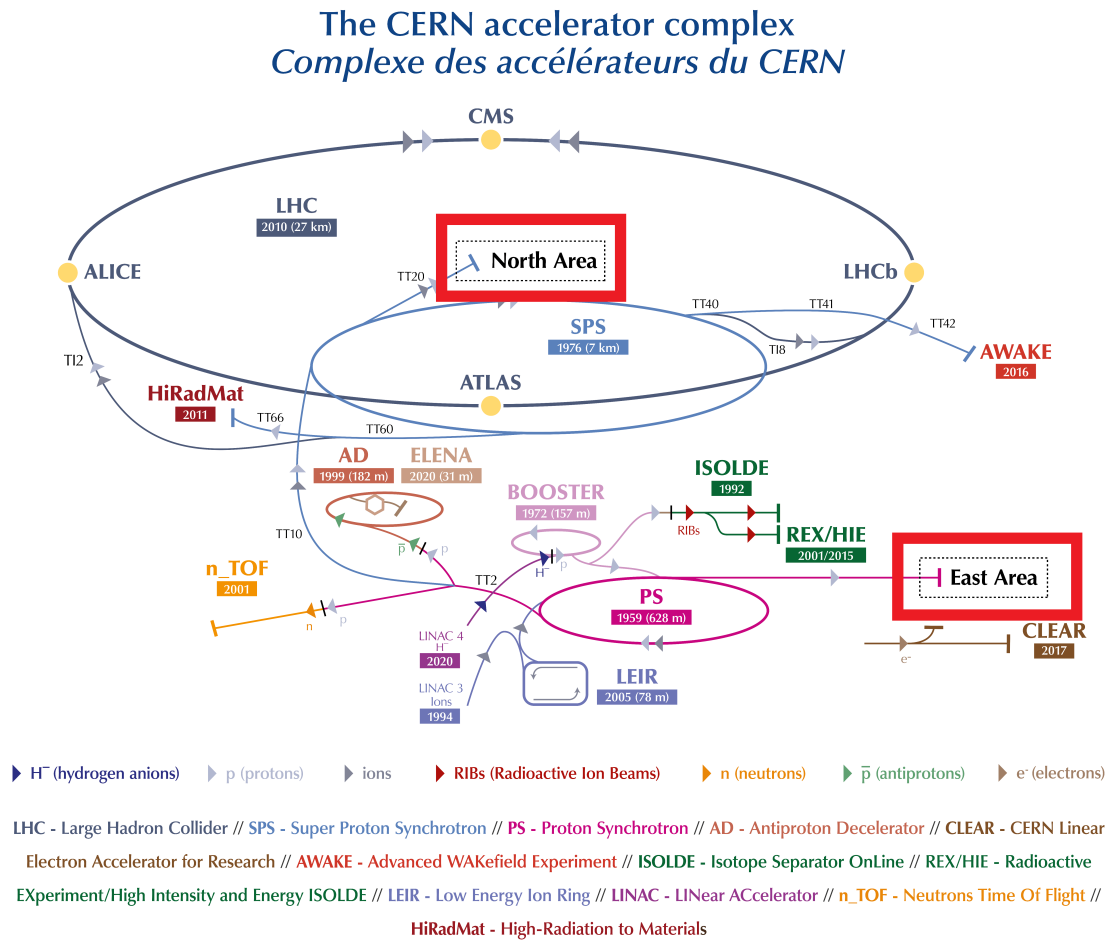 The CERN accelerator complex
Complexe des accélérateurs du CERN
CMS
LHC
2010 (27 km)
North Area
ALICE
TT20
LHCb
TT40
TT41
SPS
1976 (7 km)
TT42
TI8
AWAKE
2016
TI2
ATLAS
HiRadMat
2011
TT66
TT60
AD
1999 (182 m)
ELENA
2020 (31 m)
ISOLDE
1992
BOOSTER
1972 (157 m)
RIBs
REX/HIE
2001/2015
TT10
p̅
p
H⁻
p
East Area
n_TOF
2001
TT2
PS
1959 (628 m)
n
p
LINAC 4
H⁻
2020
CLEAR
2017
e⁻
LEIR
2005 (78 m)
LINAC 3
Ions
1994
H⁻ (hydrogen anions)
p (protons)
ions
RIBs (Radioactive Ion Beams)
n (neutrons)
p̅ (antiprotons)
e⁻ (electrons)
LHC - Large Hadron Collider // SPS - Super Proton Synchrotron // PS - Proton Synchrotron // AD - Antiproton Decelerator // CLEAR - CERN Linear
Electron Accelerator for Research // AWAKE - Advanced WAKefield Experiment // ISOLDE - Isotope Separator OnLine // REX/HIE - Radioactive
EXperiment/High Intensity and Energy ISOLDE // LEIR - Low Energy Ion Ring // LINAC - LINear ACcelerator // n_TOF - Neutrons Time Of Flight //
HiRadMat - High-Radiation to Materials